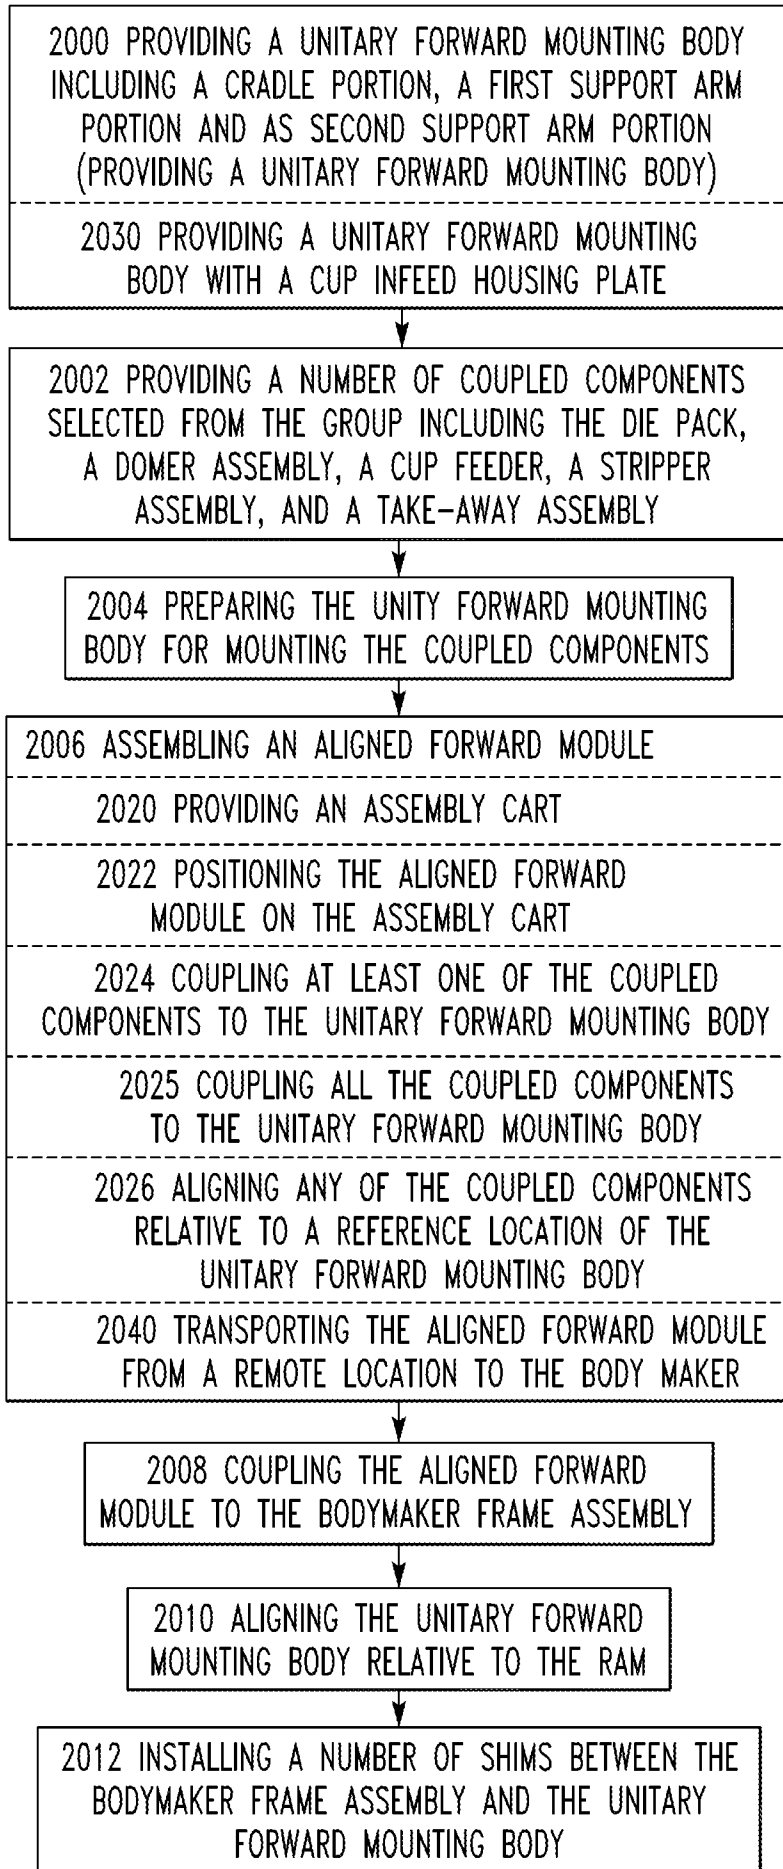 2000 PROVIDING A UNITARY FORWARD MOUNTING BODY
INCLUDING A CRADLE PORTION, A FIRST SUPPORT ARM
PORTION AND AS SECOND SUPPORT ARM PORTION
(PROVIDING A UNITARY FORWARD MOUNTING BODY)
2030 PROVIDING A UNITARY FORWARD MOUNTING
BODY WITH A CUP INFEED HOUSING PLATE
2002 PROVIDING A NUMBER OF COUPLED COMPONENTS
SELECTED FROM THE GROUP INCLUDING THE DIE PACK,
A DOMER ASSEMBLY, A CUP FEEDER, A STRIPPER
ASSEMBLY, AND A TAKE-AWAY ASSEMBLY
2004 PREPARING THE UNITY FORWARD MOUNTING
BODY FOR MOUNTING THE COUPLED COMPONENTS
2006 ASSEMBLING AN ALIGNED FORWARD MODULE
2020 PROVIDING AN ASSEMBLY CART
2022 POSITIONING THE ALIGNED FORWARD
MODULE ON THE ASSEMBLY CART
2024 COUPLING AT LEAST ONE OF THE COUPLED
COMPONENTS TO THE UNITARY FORWARD MOUNTING BODY
2025 COUPLING ALL THE COUPLED COMPONENTS
TO THE UNITARY FORWARD MOUNTING BODY
2026 ALIGNING ANY OF THE COUPLED COMPONENTS
RELATIVE TO A REFERENCE LOCATION OF THE
UNITARY FORWARD MOUNTING BODY
2040 TRANSPORTING THE ALIGNED FORWARD MODULE
FROM A REMOTE LOCATION TO THE BODY MAKER
2008 COUPLING THE ALIGNED FORWARD
MODULE TO THE BODYMAKER FRAME ASSEMBLY
2010 ALIGNING THE UNITARY FORWARD
MOUNTING BODY RELATIVE TO THE RAM
2012 INSTALLING A NUMBER OF SHIMS BETWEEN THE
BODYMAKER FRAME ASSEMBLY AND THE UNITARY
FORWARD MOUNTING BODY